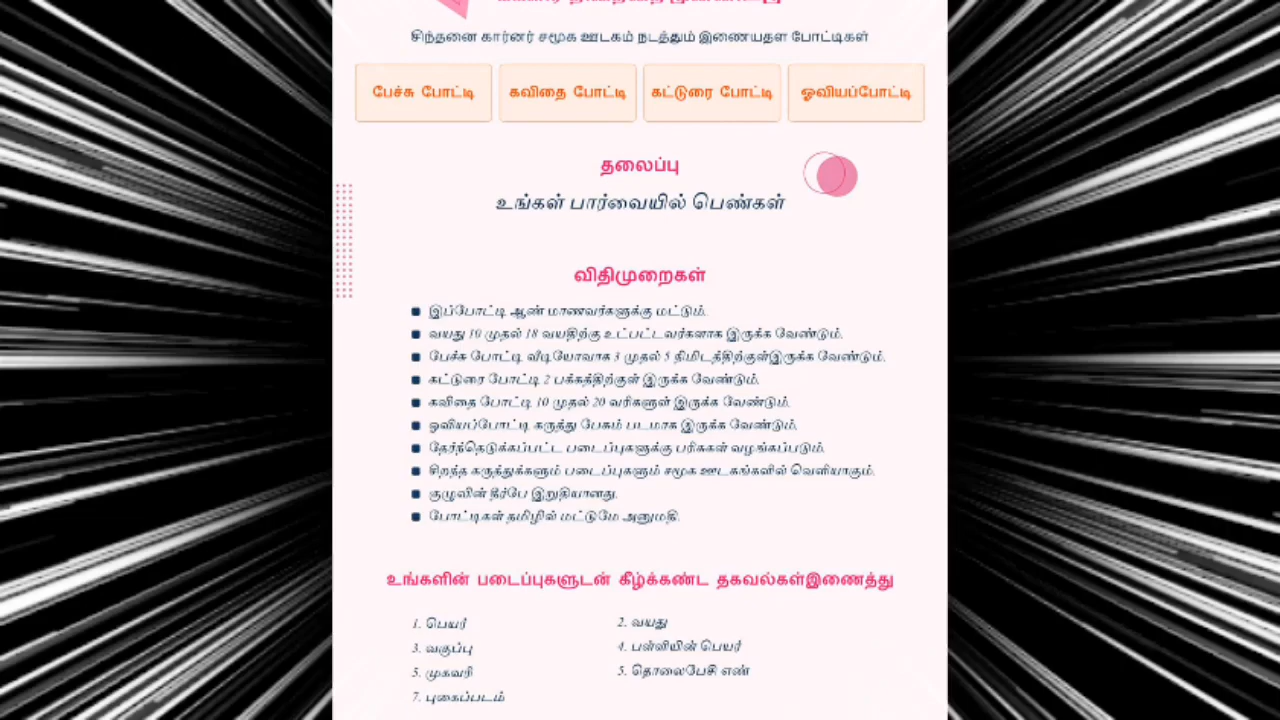 சிந்தனை கார்னர் சமூக ஊடகம் நடத்தும் இணையதள போட்டிகள்
பேச்சு போட்டி
கவிதை போட்டி
கட்டுரை போட்டி
ஓவியப்போட்டி
தலைப்பு
உங்கள் பார்வையில் பெண்கள்
விதிமுறைகள்
இப்போட்டி ஆண் மாணவர்களுக்கு மட்டும்.
வயது 10 முதல் 18 வயதிற்கு உட்பட்டவர்களாக இருக்க வேண்டும்.
பேச்சு போட்டி வீடியோவாக 3 முதல் 5 நிமிடத்திற்குள்இருக்க வேண்டும்.
கட்டுரை போட்டி 2 பக்கத்திற்குள் இருக்க வேண்டும்.
கவிதை போட்டி 10 முதல் 20 வரிகளுள் இருக்க வேண்டும்.
ஓவியப்போட்டி கருத்து பேசும் படமாக இருக்க வேண்டும்.
தேர்ந்தெடுக்கப்பட்ட படைப்புகளுக்கு பரிசுகள் வழங்கப்படும்.
சிறந்த கருத்துக்களும் படைப்புகளும் சமூக ஊடகங்களில் வெளியாகும்.
குழுவின் தீர்பே இறுதியானது.
போட்டிகள் தமிழில் மட்டுமே அனுமதி.
உங்களின் படைப்புகளுடன் கீழ்க்கண்ட தகவல்கள்இணைத்து
1. பெயர்
2. வயது
3. வகுப்பு
4. பள்ளியின் பெயர்
5. முகவரி
5. தொலைபேசி எண்
7. புகைப்படம்